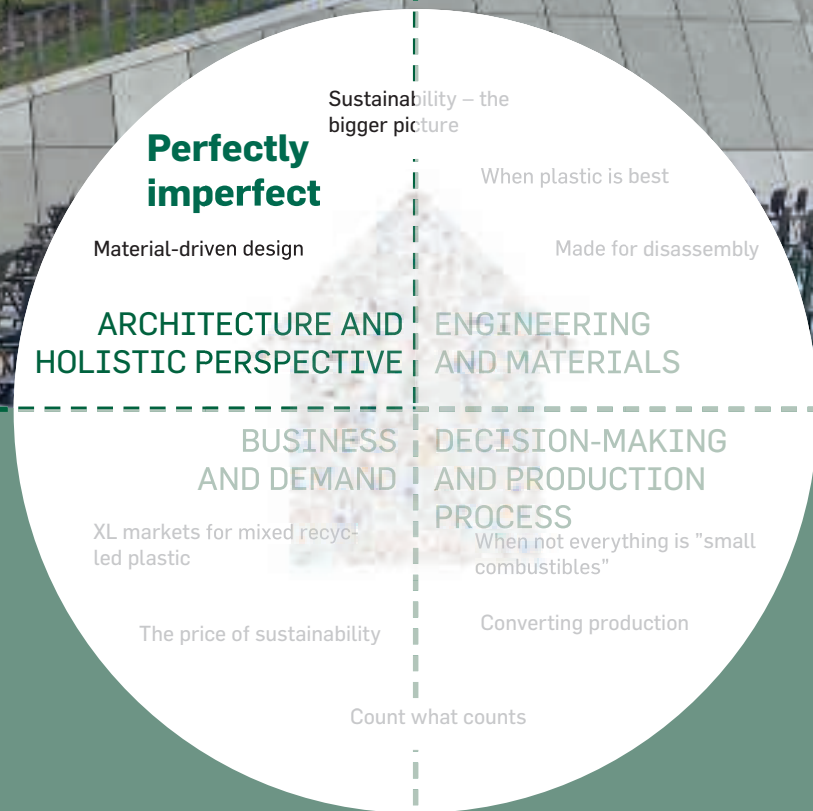 Sustainability – the
bigger picture
Perfectly
imperfect
When plastic is best
Material-driven design
Made for disassembly
ARCHITECTURE AND
HOLISTIC PERSPECTIVE
ENGINEERING
AND MATERIALS
BUSINESS
AND DEMAND
DECISION-MAKING
AND PRODUCTION
PROCESS
XL markets for mixed recyc-
led plastic
When not everything is "small
combustibles"
The price of sustainability
Converting production
Count what counts